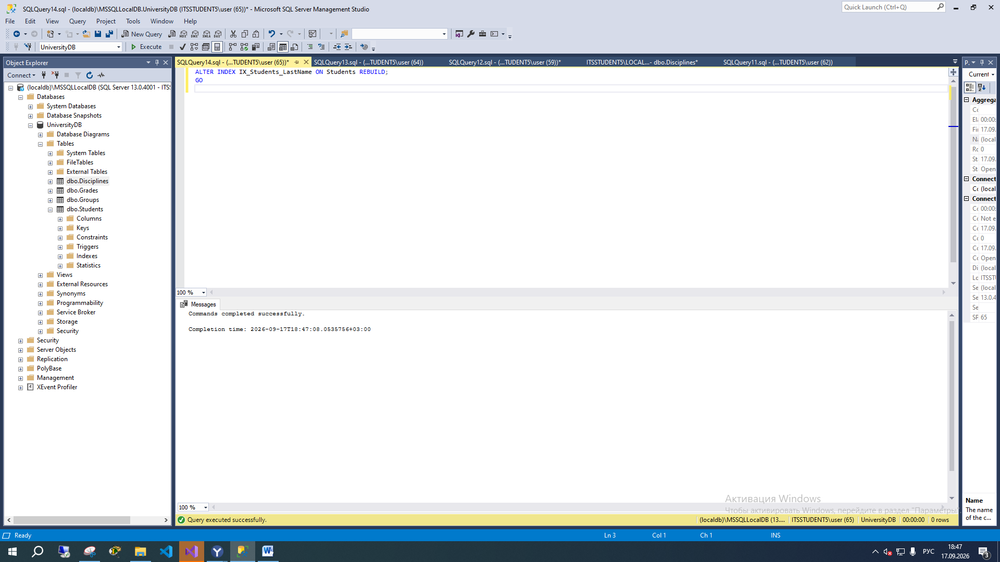 SQLQuery14.sql - (localdb)\MSSQLLocalDB.UniversityDB (ITSSTUDENT5\user (65))* - Microsoft SQL Server Management Studio
Quick Launch (Ctrl+Q)
File Edit View Query Project Tools Window Help
New Query
UniversityDB
Execute
Object Explorer
Connect
(localdb)\MSSQLLocalDB (SQL Server 13.0.4001 - ITS
Databases
System Databases
Database Snapshots
UniversityDB
Database Diagrams
Tables
System Tables
FileTables
External Tables
dbo.Disciplines
dbo.Grades
dbo.Groups
dbo.Students
Columns
Keys
Constraints
Triggers
Indexes
Statistics
Views
External Resources
Synonyms
Programmability
Service Broker
Storage
Security
Security
Server Objects
Replication
PolyBase
Management
XEvent Profiler
SQLQuery14.sql - (...TUDENT5\user (65))*
SQLQuery13.sql - (...TUDENT5\user (64))
SQLQuery12.sql - (...TUDENT5\user (59))*
ITSSTUDENT5\LOCAL...- dbo.Disciplines*
SQLQuery11.sql - (...TUDENT5\user (62))
ALTER INDEX IX_Students_LastName ON Students REBUILD;
GO
100 %
Messages
Commands completed successfully.
Completion time: 2026-09-17T18:47:08.0535756+03:00
100 %
Query executed successfully.
(localdb)\MSSQLLocalDB (13.... ITSSTUDENT5\user (65) UniversityDB 00:00:00 0 rows
P.
Current
Aggrega
Cc
Ela 00:00:
Fi 17.09.
Na (local
Rc 0
St 17.09.
St Open
Connect
Cc (local
Connect
Cc 00:00:
Cc Not e
Cc 17.09.
Cc 0
Cc 17.09.
Cc Open
Di (local
Lc ITSSTU
Se (local
Se 13.0.4
Se
SP 65
Name
The name
of the c...
Активация Windows
Чтобы активировать Windows, перейдите в раздел "Параметры".
Ready
Ln 3 Col 1 Ch 1 INS
РУС
18:47
17.09.2026
3